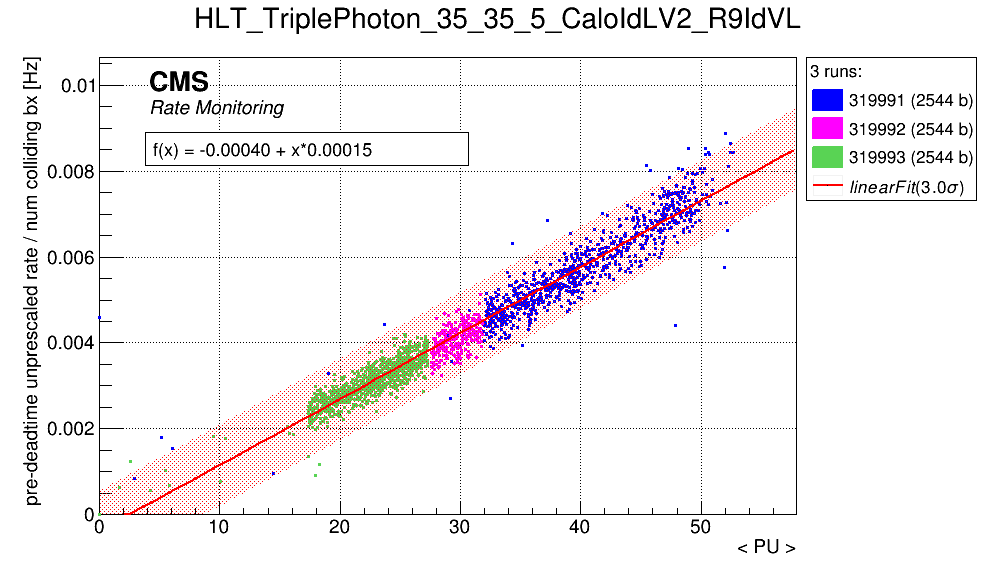 HLT_TriplePhoton_35_35_5_CaloIdLV2_R9IdVL
pre-deadtime unprescaled rate / num colliding bx [Hz]
0.01
0.008
0.006
0.004
0.002
0
CMS
Rate Monitoring
f(x) = -0.00040 + x*0.00015
0 10 20 30 40 50
< PU >
3 runs:
319991 (2544 b)
319992 (2544 b)
319993 (2544 b)
linearFit(3.0σ)